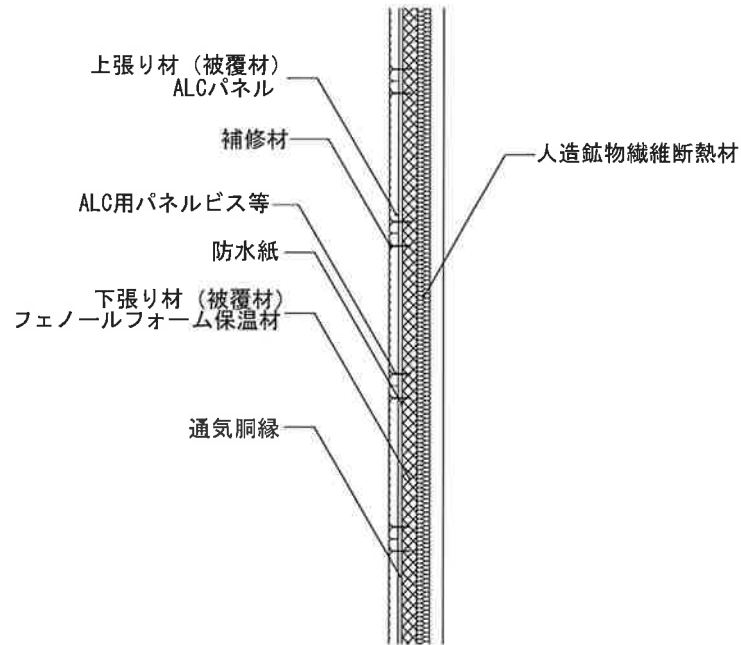 上張り材（被覆材）
ALCパネル
補修材
人造鉱物繊維断熱材
ALC用パネルビス等
防水紙
下張り材（被覆材）
フェノールフォーム保温材
通気胴縁